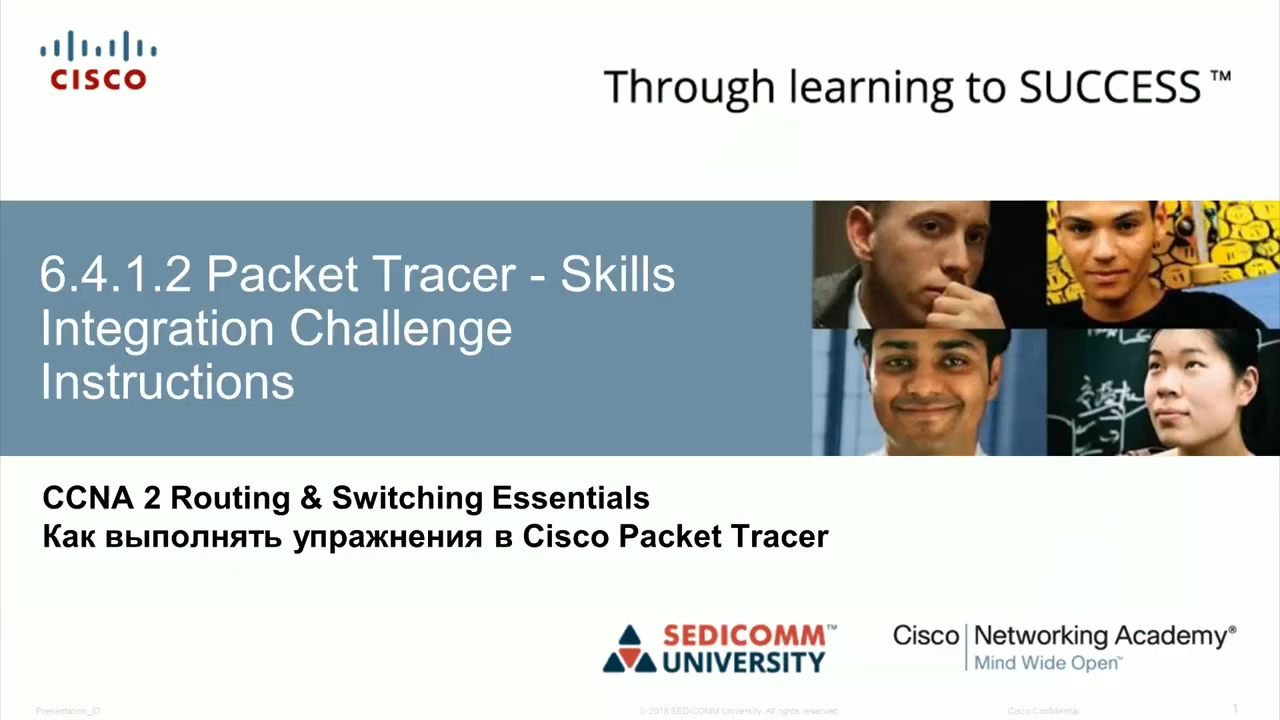 CISCO
Through learning to SUCCESS™
6.4.1.2 Packet Tracer - Skills
Integration Challenge
Instructions
CCNA 2 Routing & Switching Essentials
Как выполнять упражнения в Cisco Packet Tracer
SEDICOMM™
UNIVERSITY
Cisco Networking Academy®
Mind Wide Open™
Presentation_ID
© 2018 SEDICOMM University. All rights reserved.
Cisco Confidential
1